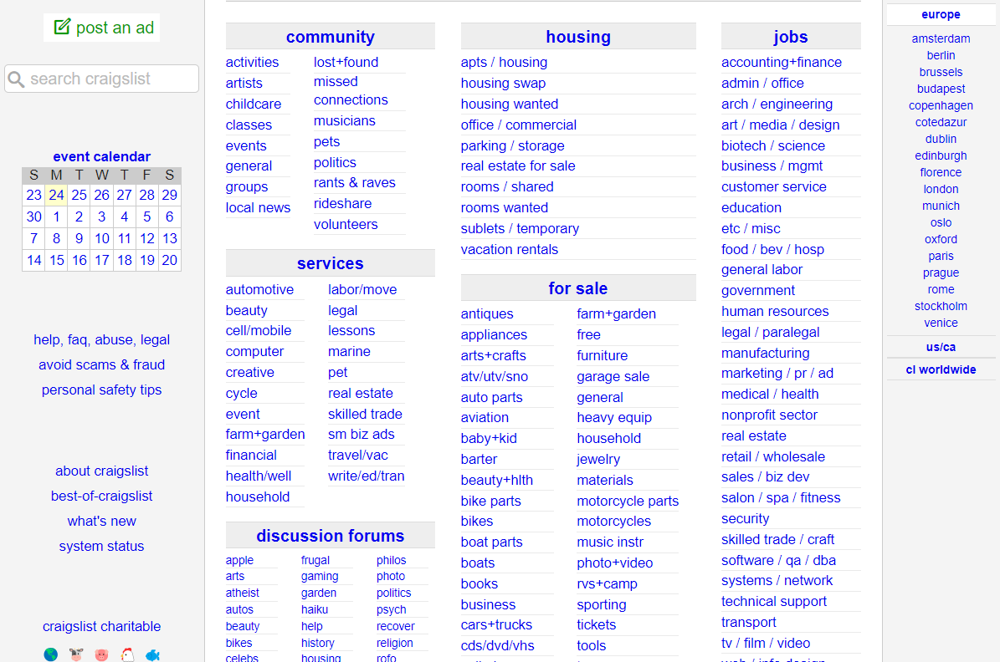 post an ad
search craigslist
event calendar
S M T W T F S
23 24 25 26 27 28 29
30 1 2 3 4 5 6
7 8 9 10 11 12 13
14 15 16 17 18 19 20
help, faq, abuse, legal
avoid scams & fraud
personal safety tips
about craigslist
best-of-craigslist
what's new
system status
craigslist charitable
community
activities
artists
childcare
classes
events
general
groups
local news
lost+found
missed
connections
musicians
pets
politics
rants & raves
rideshare
volunteers
services
automotive
beauty
cell/mobile
computer
creative
cycle
event
farm+garden
financial
health/well
household
labor/move
legal
lessons
marine
pet
real estate
skilled trade
sm biz ads
travel/vac
write/ed/tran
discussion forums
apple
arts
atheist
autos
beauty
bikes
celebs
frugal
gaming
garden
haiku
help
history
housing
philos
photo
politics
psych
recover
religion
rofo
housing
apts / housing
housing swap
housing wanted
office / commercial
parking / storage
real estate for sale
rooms / shared
rooms wanted
sublets / temporary
vacation rentals
for sale
antiques
appliances
arts+crafts
atv/utv/sno
auto parts
aviation
baby+kid
barter
beauty+hlth
bike parts
bikes
boat parts
boats
books
business
cars+trucks
cds/dvd/vhs
farm+garden
free
furniture
garage sale
general
heavy equip
household
jewelry
materials
motorcycle parts
motorcycles
music instr
photo+video
rvs+camp
sporting
tickets
tools
jobs
accounting+finance
admin / office
arch / engineering
art / media / design
biotech / science
business / mgmt
customer service
education
etc / misc
food / bev / hosp
general labor
government
human resources
legal / paralegal
manufacturing
marketing / pr / ad
medical / health
nonprofit sector
real estate
retail / wholesale
sales / biz dev
salon / spa / fitness
security
skilled trade / craft
software / qa / dba
systems / network
technical support
transport
tv / film / video
web / info design
europe
amsterdam
berlin
brussels
budapest
copenhagen
cotedazur
dublin
edinburgh
florence
london
munich
oslo
oxford
paris
prague
rome
stockholm
venice
us/ca
cl worldwide